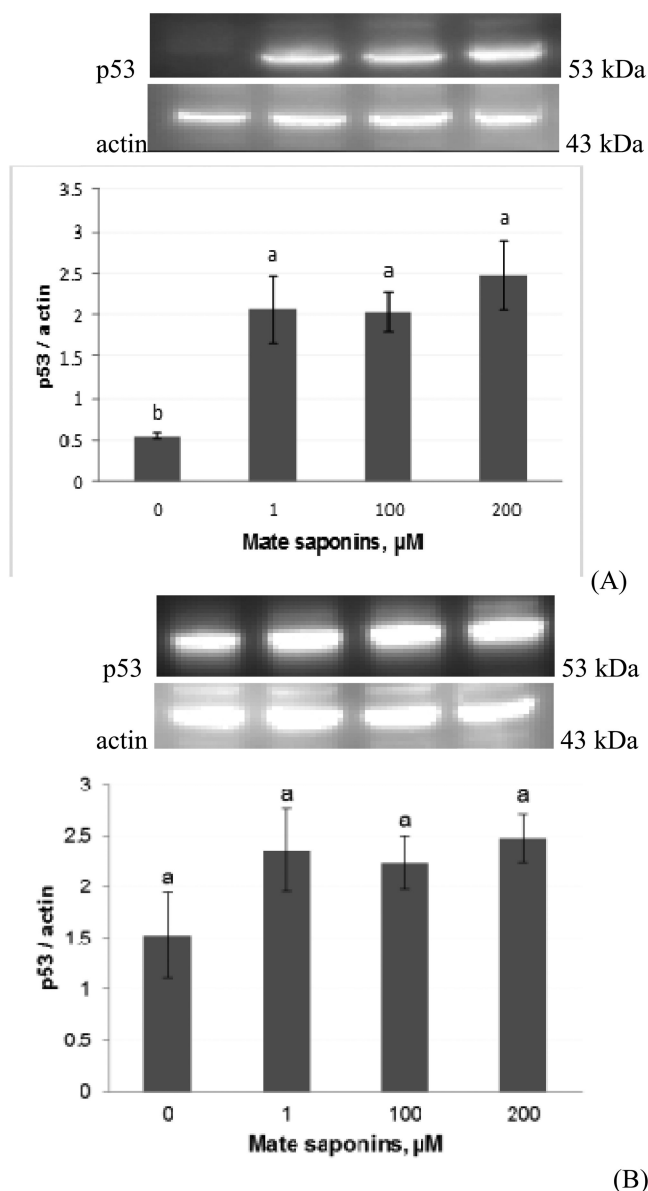 p53 53 kDa
actin 43 kDa
3.5
3
2.5
2
1.5
1
0.5
0
p53 / actin
b a a a
0 1 100 200
Mate saponins, µM
(A)
p53 53 kDa
actin 43 kDa
3
2.5
2
1.5
1
0.5
0
p53 / actin
a a a a
0 1 100 200
Mate saponins, µM
(B)